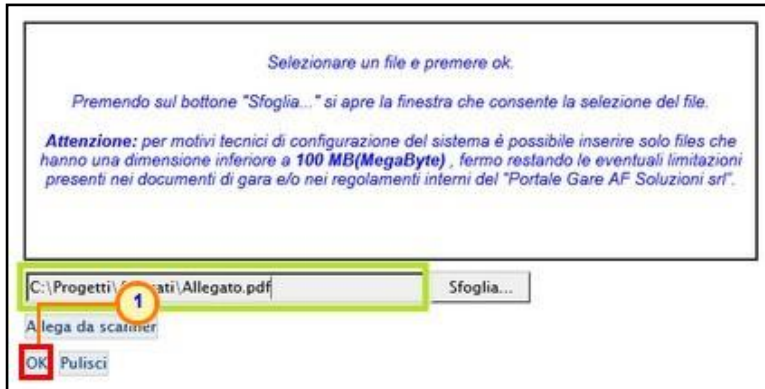 Selezionare un file e premere ok.
Premendo sul bottone "Sfoglia..." si apre la finestra che consente la selezione del file.
Attenzione: per motivi tecnici di configurazione del sistema è possibile inserire solo files che
hanno una dimensione inferiore a 100 MB(MegaByte) , fermo restando le eventuali limitazioni
presenti nei documenti di gara e/o nei regolamenti interni del "Portale Gare AF Soluzioni srl".
C:\Progetti\ ati\Allegato.pdf Sfoglia...
1
Allega da scanner
OK Pulisci